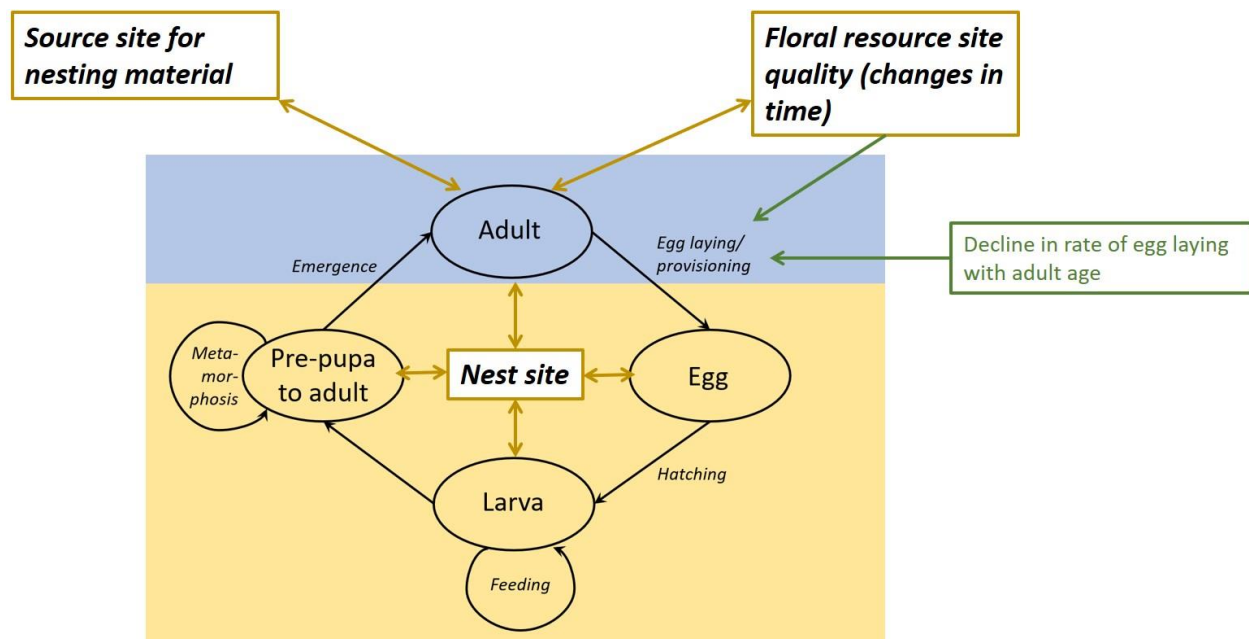 Source site for
nesting material
Floral resource site
quality (changes in
time)
Adult
Emergence
Egg laying/
provisioning
Decline in rate of egg laying
with adult age
Meta-
mor-
phosis
Pre-pupa
to adult
Nest site
Egg
Larva
Hatching
Feeding